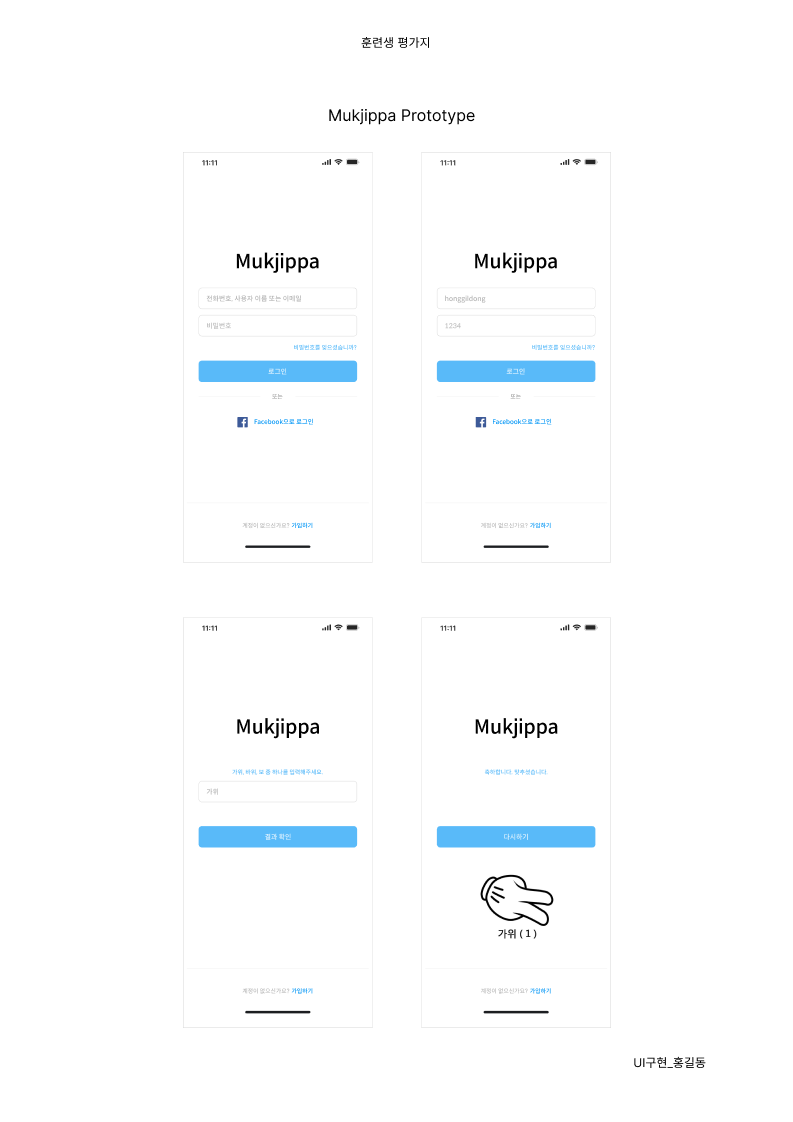 훈련생 평가지
Mukjippa Prototype
11:11
Mukjippa
전화번호, 사용자 이름 또는 이메일
비밀번호
비밀번호를 잊으셨습니까?
로그인
또는
Facebook으로 로그인
계정이 없으신가요? 가입하기
11:11
Mukjippa
honggildong
1234
비밀번호를 잊으셨습니까?
로그인
또는
Facebook으로 로그인
계정이 없으신가요? 가입하기
11:11
Mukjippa
가위, 바위, 보 중 하나를 입력해주세요.
가위
결과 확인
계정이 없으신가요? 가입하기
11:11
Mukjippa
축하합니다. 맞추셨습니다.
다시하기
가위 ( 1 )
계정이 없으신가요? 가입하기
UI구현_홍길동